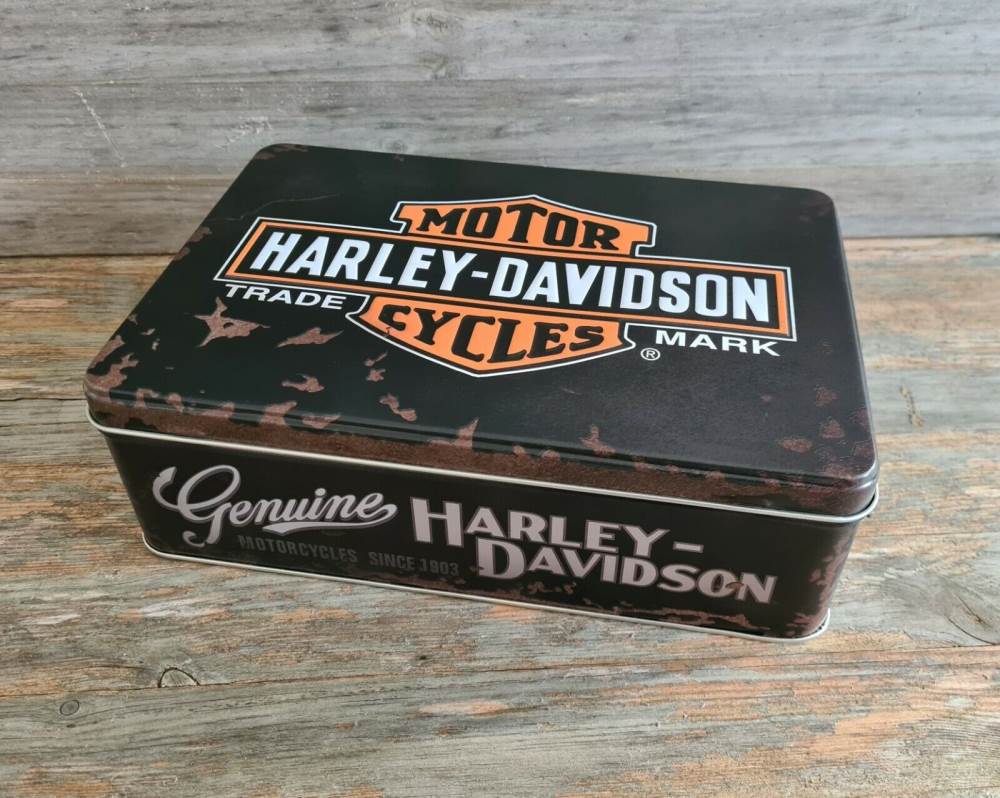 MOTOR
HARLEY-DAVIDSON
TRADE CYCLES ® MARK
Genuine HARLEY-
MOTORCYCLES SINCE 1903 DAVIDSON